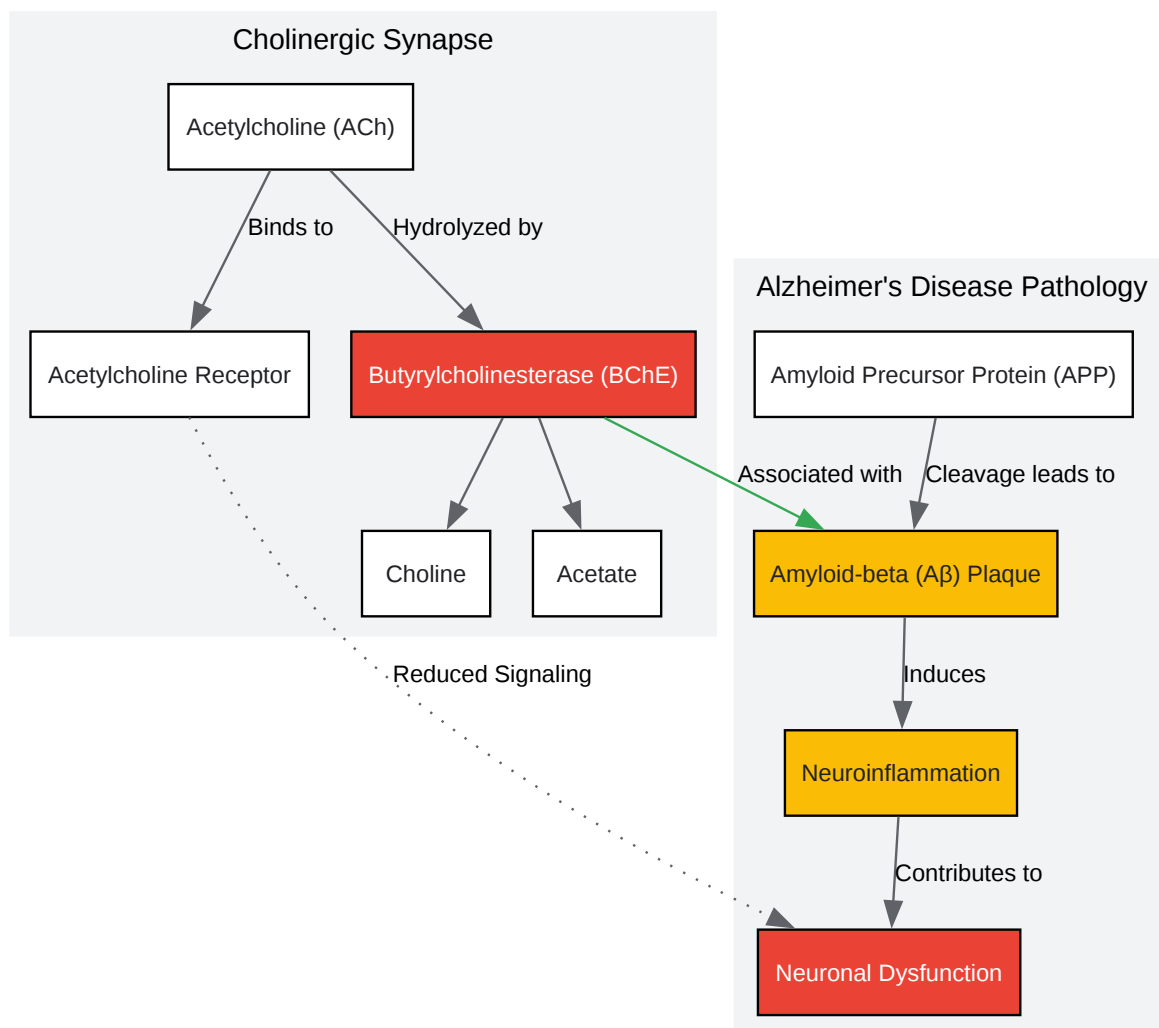 Cholinergic Synapse
Acetylcholine (ACh)
Binds to
Hydrolyzed by
Alzheimer's Disease Pathology
Acetylcholine Receptor
Butyrylcholinesterase (BChE)
Amyloid Precursor Protein (APP)
Associated with
Cleavage leads to
Choline
Acetate
Amyloid-beta (Aβ) Plaque
Reduced Signaling
Induces
Neuroinflammation
Contributes to
Neuronal Dysfunction